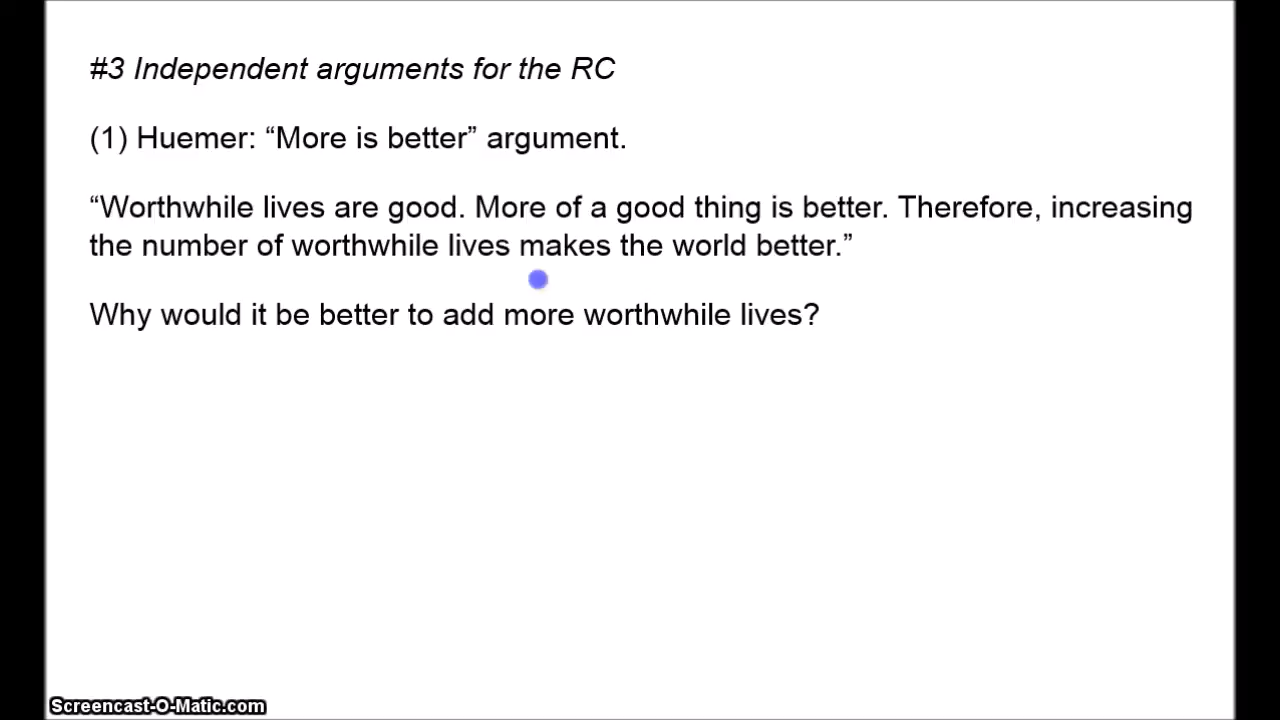 #3 Independent arguments for the RC
(1) Huemer: “More is better” argument.
“Worthwhile lives are good. More of a good thing is better. Therefore, increasing
the number of worthwhile lives makes the world better.”
Why would it be better to add more worthwhile lives?
Screencast-O-Matic.com